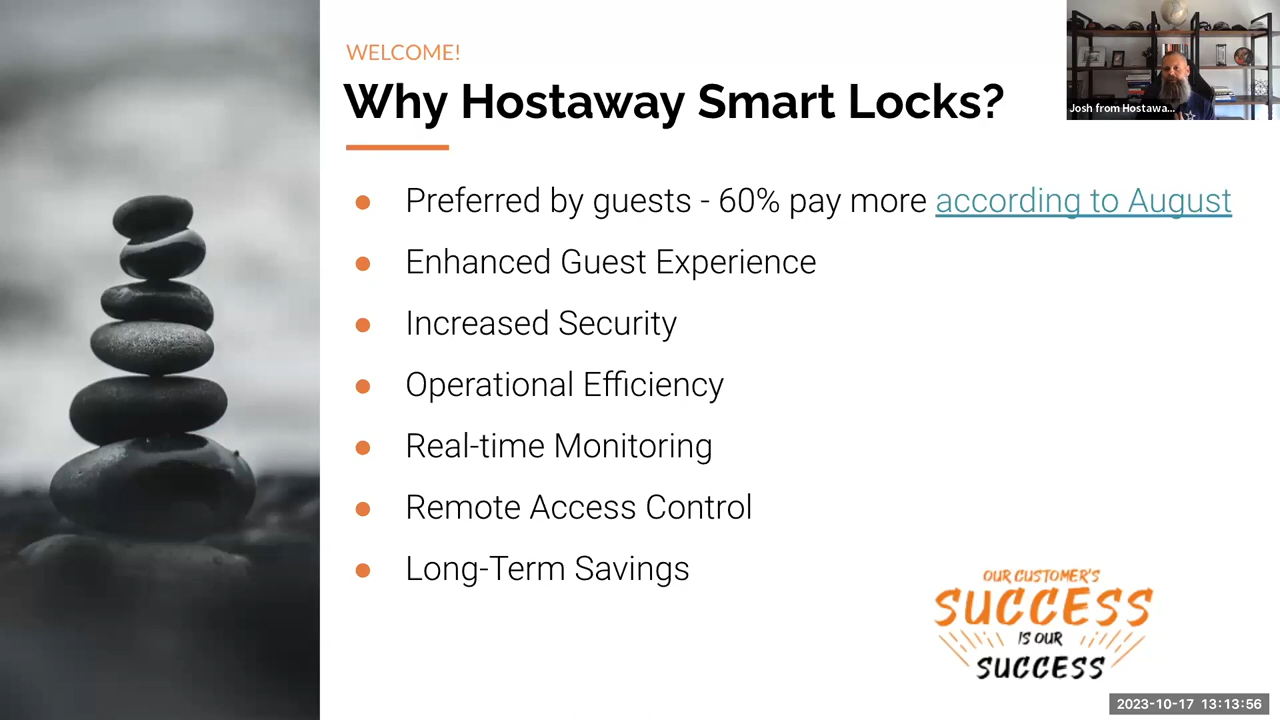 WELCOME!
Why Hostaway Smart Locks?
Josh from Hostawa...
● Preferred by guests - 60% pay more according to August
● Enhanced Guest Experience
● Increased Security
● Operational Efficiency
● Real-time Monitoring
● Remote Access Control
● Long-Term Savings
OUR CUSTOMER'S
SUCCESS
IS OUR
SUCCESS
2023-10-17 13:13:56